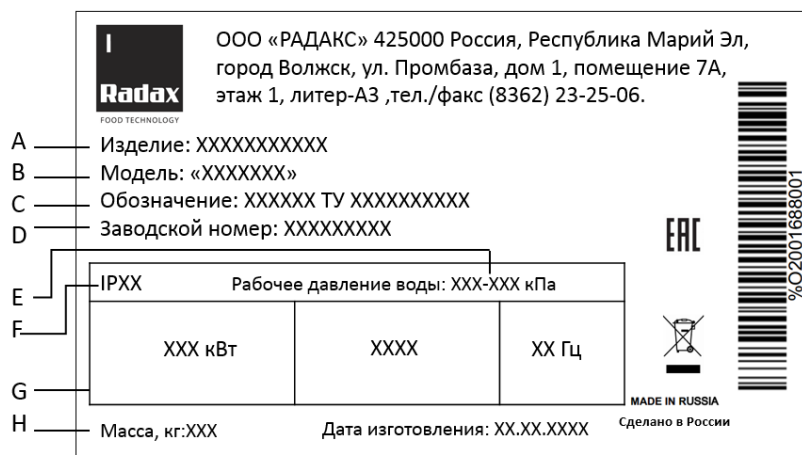 I
Radax
FOOD TECHNOLOGY
ООО «РАДАКС» 425000 Россия, Республика Марий Эл,
город Волжск, ул. Промбаза, дом 1, помещение 7А,
этаж 1, литер-А3 ,тел./факс (8362) 23-25-06.
A Изделие: XXXXXXXXXXX
B Модель: «XXXXXXX»
C Обозначение: XXXXXX ТУ XXXXXXXXXX
D Заводской номер: XXXXXXXXX
E
F
G
H
IPXX Рабочее давление воды: XXX-XXX кПа
XXX кВт XXXX XX Гц
Масса, кг:XXX Дата изготовления: XX.XX.XXXX
EAC
MADE IN RUSSIA
Сделано в России
%O2001688001